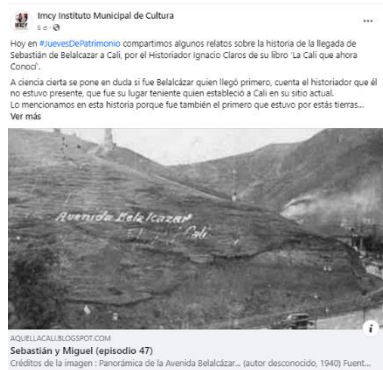 Imcy Instituto Municipal de Cultura
5 d ·
Hoy en #JuevesDePatrimonio compartimos algunos relatos sobre la historia de la llegada de
Sebastián de Belalcazar a Cali, por el Historiador Ignacio Claros de su libro 'La Cali que ahora
Conocí'.
A ciencia cierta se pone en duda si fue Belalcázar quien llegó primero, cuenta el historiador que él
no estuvo presente, que fue su lugar teniente quien estableció a Cali en su sitio actual.
Lo mencionamos en esta historia porque fue también el primero que estuvo por estás tierras...
Ver más
Avenida Belalcazar
Cali
AQUELLACALI.BLOGSPOT.COM
Sebastián y Miguel (episodio 47)
Créditos de la imagen : Panorámica de la Avenida Belalcázar... (autor desconocido, 1940) Fuent...